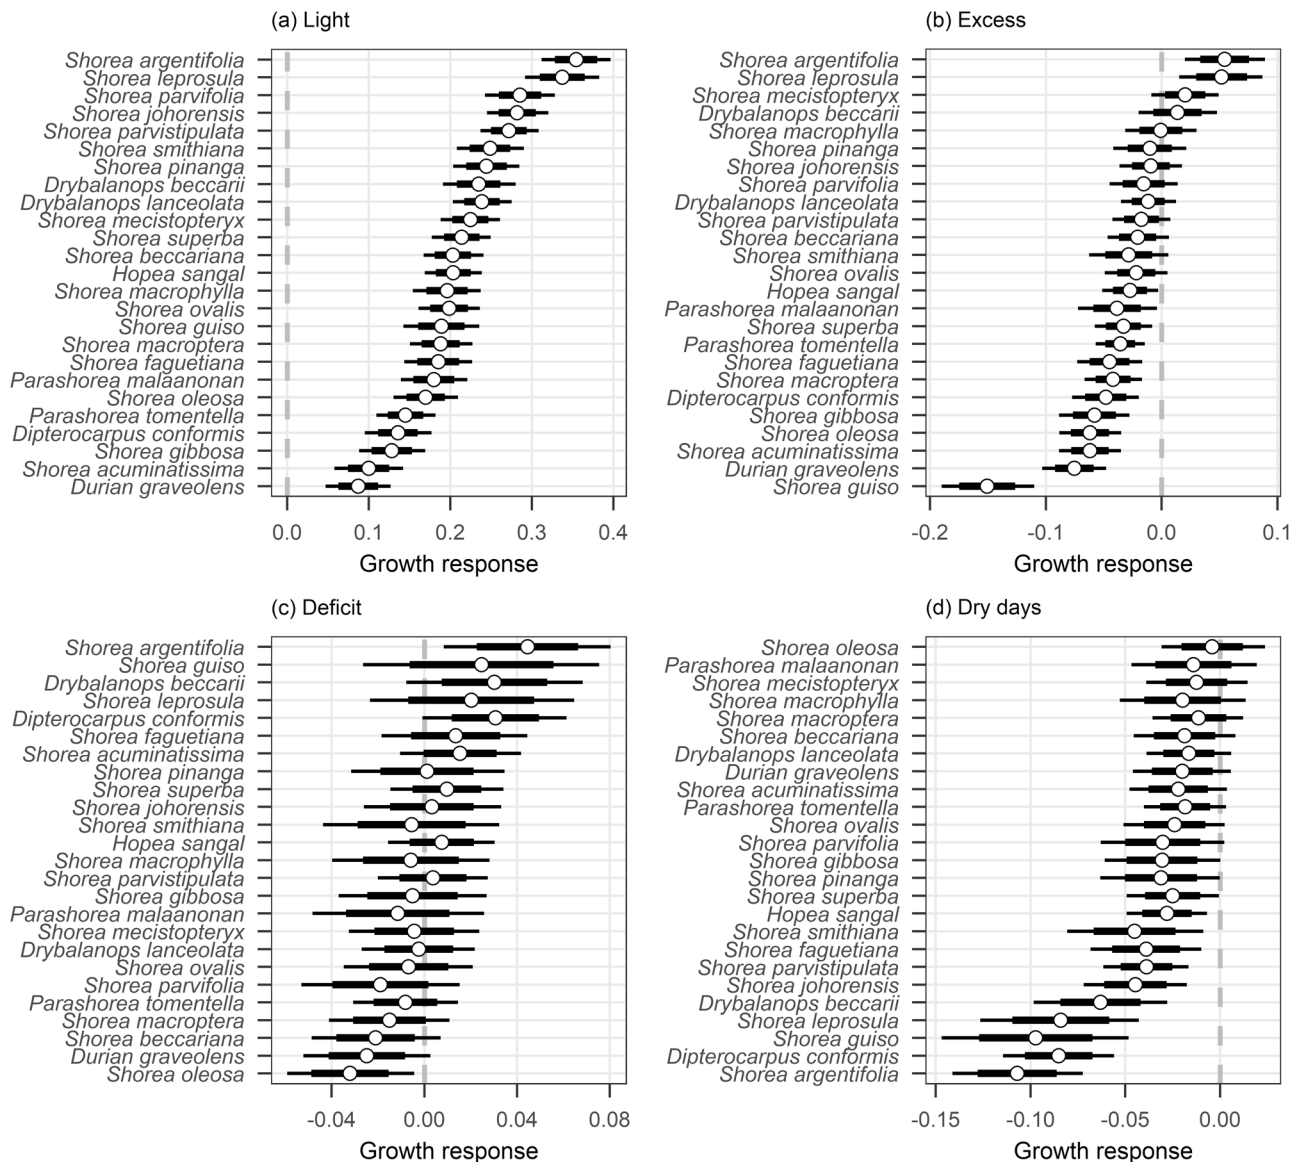 (a) Light
Shorea argentifolia
Shorea leprosula
Shorea parvifolia
Shorea johorensis
Shorea parvistipulata
Shorea smithiana
Shorea pinanga
Drybalanops beccarii
Drybalanops lanceolata
Shorea mecistopteryx
Shorea superba
Shorea beccariana
Hopea sangal
Shorea macrophylla
Shorea ovalis
Shorea guiso
Shorea macroptera
Shorea faguetiana
Parashorea malaanonan
Shorea oleosa
Parashorea tomentella
Dipterocarpus conformis
Shorea gibbosa
Shorea acuminatissima
Durian graveolens
0.0 0.1 0.2 0.3 0.4
Growth response
(b) Excess
Shorea argentifolia
Shorea leprosula
Shorea mecistopteryx
Drybalanops beccarii
Shorea macrophylla
Shorea pinanga
Shorea johorensis
Shorea parvifolia
Drybalanops lanceolata
Shorea parvistipulata
Shorea beccariana
Shorea smithiana
Shorea ovalis
Hopea sangal
Parashorea malaanonan
Shorea superba
Parashorea tomentella
Shorea faguetiana
Shorea macroptera
Dipterocarpus conformis
Shorea gibbosa
Shorea oleosa
Shorea acuminatissima
Durian graveolens
Shorea guiso
-0.2 -0.1 0.0 0.1
Growth response
(c) Deficit
Shorea argentifolia
Shorea guiso
Drybalanops beccarii
Shorea leprosula
Dipterocarpus conformis
Shorea faguetiana
Shorea acuminatissima
Shorea pinanga
Shorea superba
Shorea johorensis
Shorea smithiana
Hopea sangal
Shorea macrophylla
Shorea parvistipulata
Shorea gibbosa
Parashorea malaanonan
Shorea mecistopteryx
Drybalanops lanceolata
Shorea ovalis
Shorea parvifolia
Parashorea tomentella
Shorea macroptera
Shorea beccariana
Durian graveolens
Shorea oleosa
-0.04 0.00 0.04 0.08
Growth response
(d) Dry days
Shorea oleosa
Parashorea malaanonan
Shorea mecistopteryx
Shorea macrophylla
Shorea macroptera
Shorea beccariana
Drybalanops lanceolata
Durian graveolens
Shorea acuminatissima
Parashorea tomentella
Shorea ovalis
Shorea parvifolia
Shorea gibbosa
Shorea pinanga
Shorea superba
Hopea sangal
Shorea smithiana
Shorea faguetiana
Shorea parvistipulata
Shorea johorensis
Drybalanops beccarii
Shorea leprosula
Shorea guiso
Dipterocarpus conformis
Shorea argentifolia
-0.15 -0.10 -0.05 0.00
Growth response